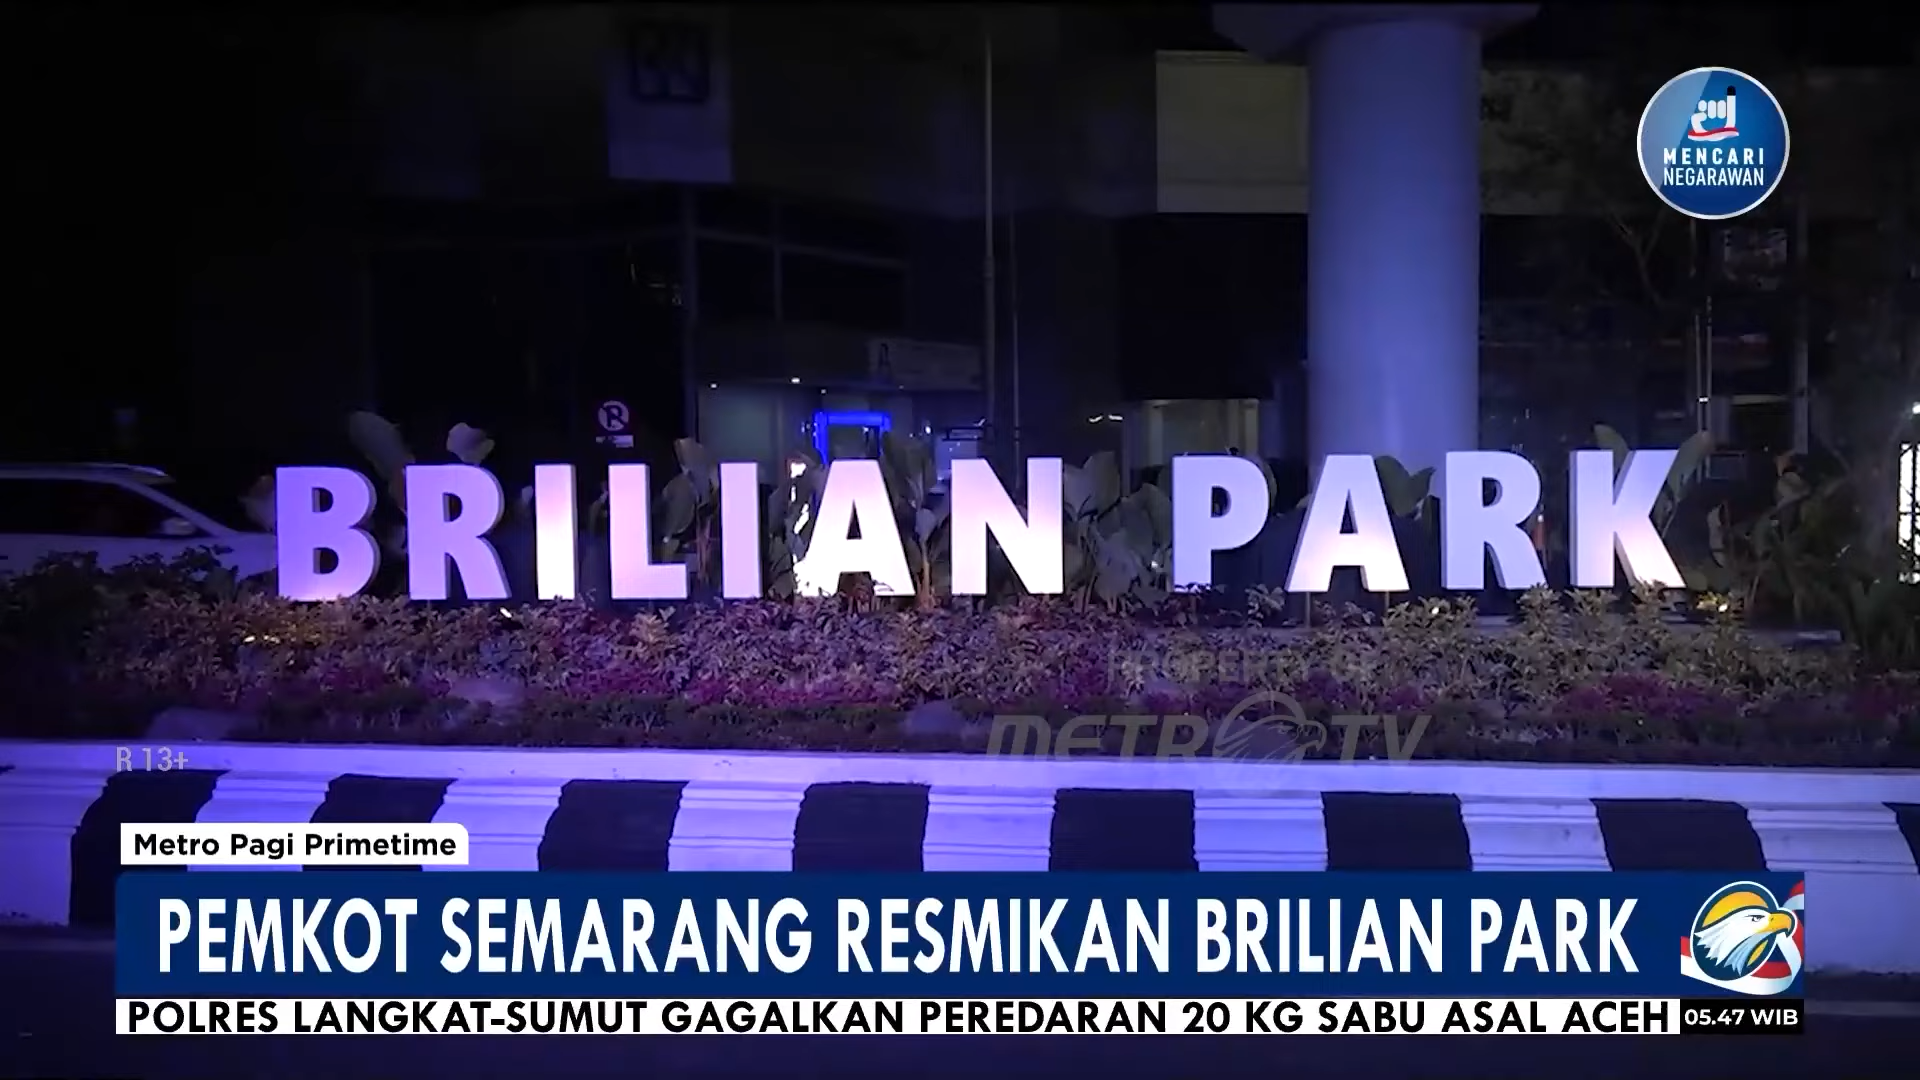 MENCARI
NEGARAWAN
BRILIAN PARK
PROPERTY OF
METRO TV
R 13+
Metro Pagi Primetime
PEMKOT SEMARANG RESMIKAN BRILIAN PARK
POLRES LANGKAT-SUMUT GAGALKAN PEREDARAN 20 KG SABU ASAL ACEH
05.47 WIB